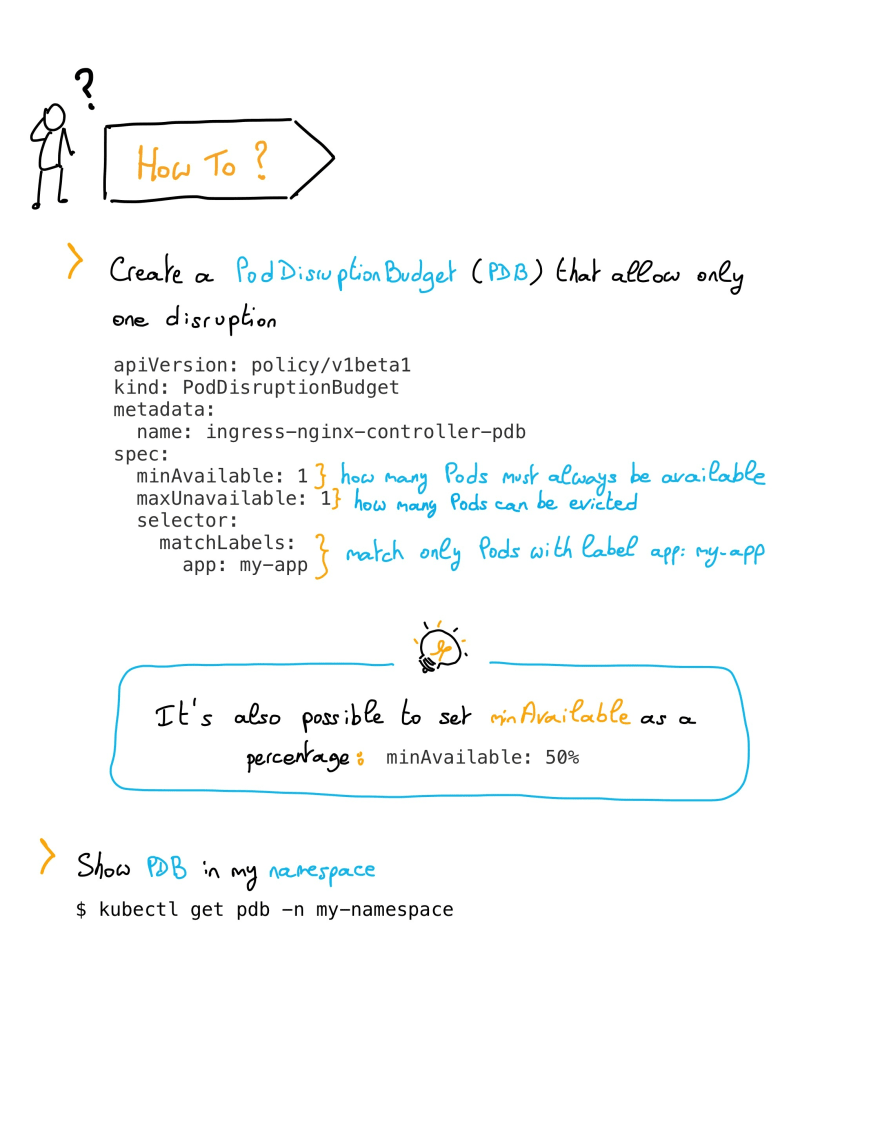 ?
How To ?
> Create a PodDisruptionBudget (PDB) that allow only
one disruption
apiVersion: policy/v1beta1
kind: PodDisruptionBudget
metadata:
  name: ingress-nginx-controller-pdb
spec:
  minAvailable: 1 } how many Pods must always be available
  maxUnavailable: 1 } how many Pods can be evicted
  selector:
    matchLabels:
      app: my-app } match only Pods with label app: my-app
It's also possible to set minAvailable as a
percentage: minAvailable: 50%
> Show PDB in my namespace
$ kubectl get pdb -n my-namespace